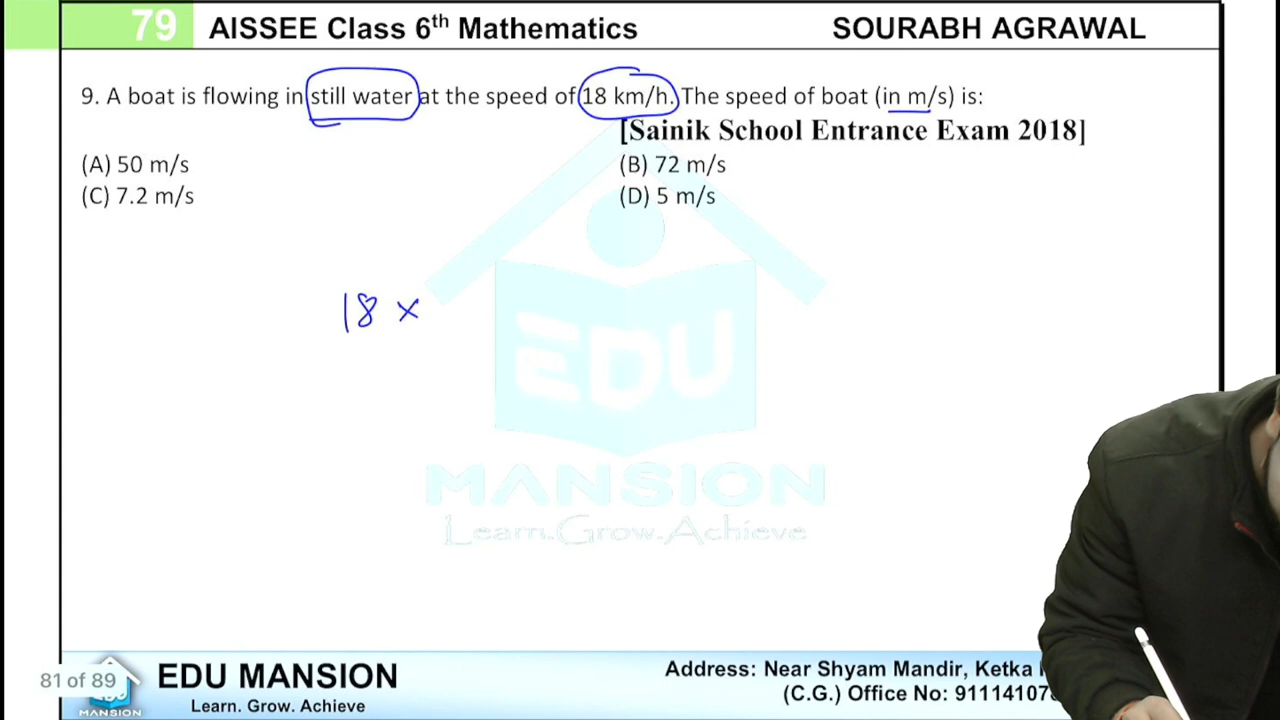 79 AISSEE Class 6th Mathematics SOURABH AGRAWAL
9. A boat is flowing in still water at the speed of 18 km/h. The speed of boat (in m/s) is:
[Sainik School Entrance Exam 2018]
(A) 50 m/s (B) 72 m/s
(C) 7.2 m/s (D) 5 m/s
18 ×
EDU
MANSION
Learn.Grow.Achieve
81 of 89
MANSION
EDU MANSION
Learn. Grow. Achieve
Address: Near Shyam Mandir, Ketka
(C.G.) Office No: 91114107